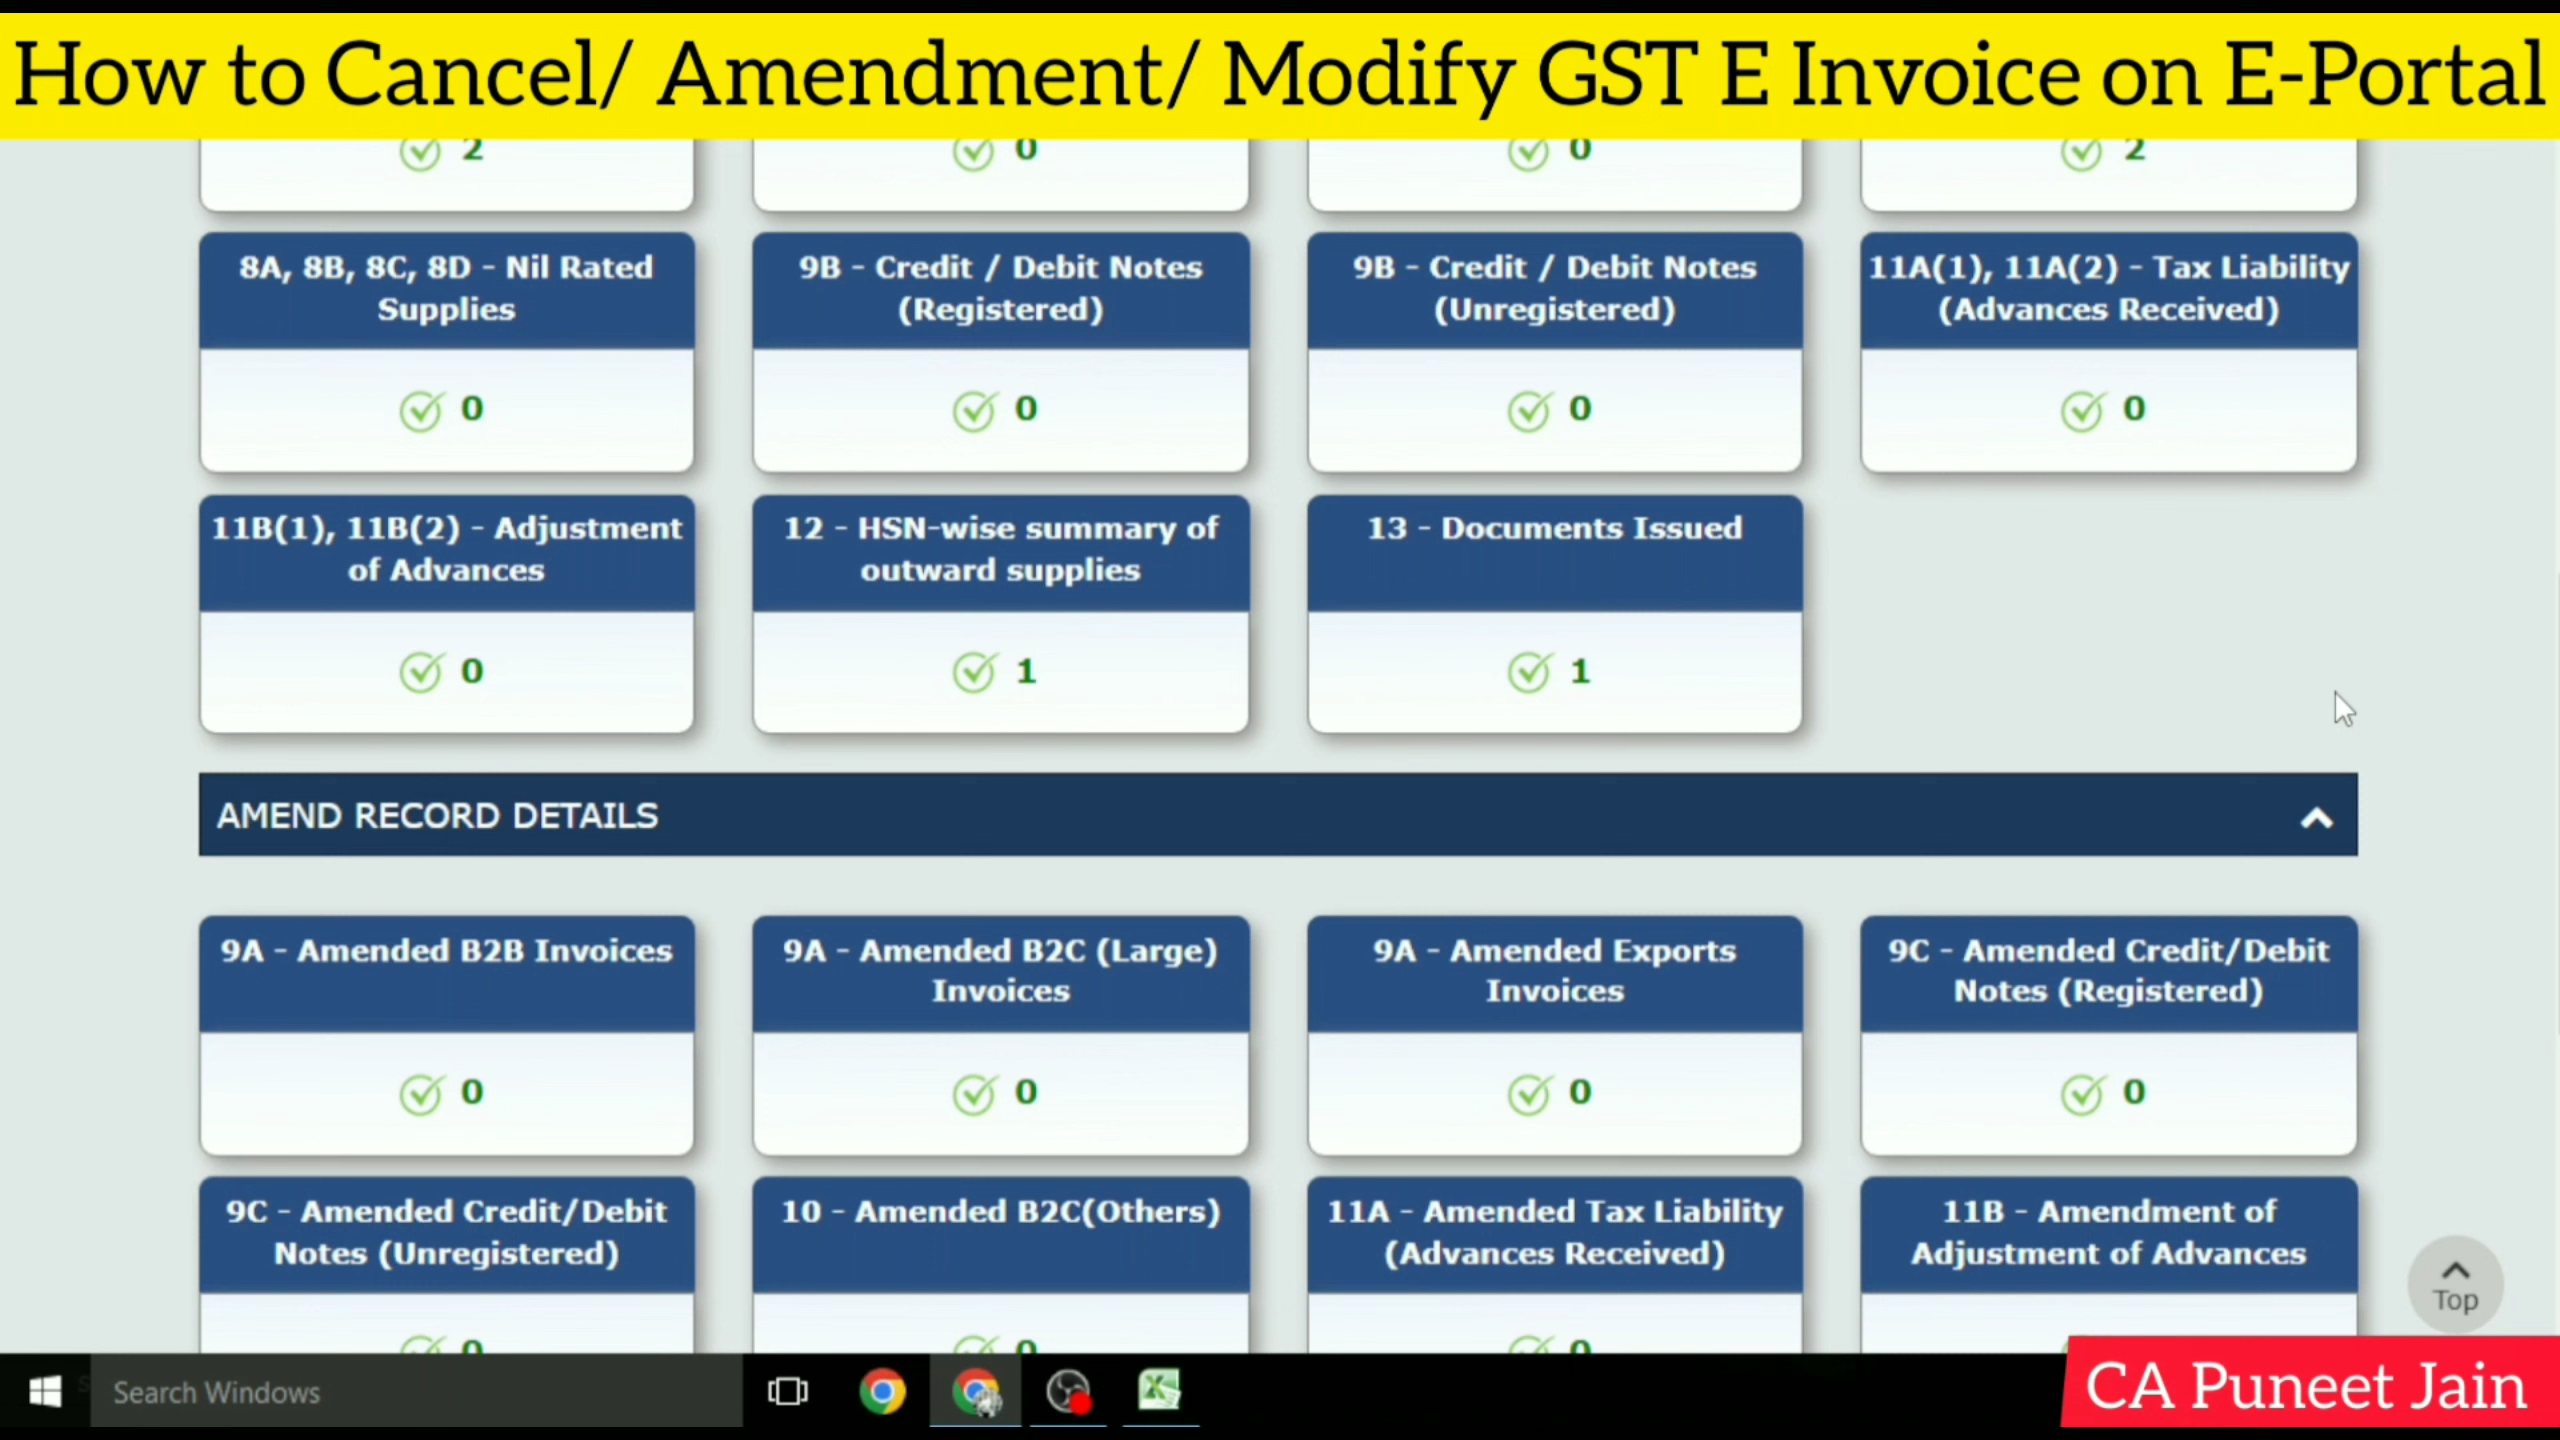 How to Cancel/ Amendment/ Modify GST E Invoice on E-Portal
2 0 0 2
8A, 8B, 8C, 8D - Nil Rated Supplies
0
9B - Credit / Debit Notes (Registered)
0
9B - Credit / Debit Notes (Unregistered)
0
11A(1), 11A(2) - Tax Liability (Advances Received)
0
11B(1), 11B(2) - Adjustment of Advances
0
12 - HSN-wise summary of outward supplies
1
13 - Documents Issued
1
AMEND RECORD DETAILS
9A - Amended B2B Invoices
0
9A - Amended B2C (Large) Invoices
0
9A - Amended Exports Invoices
0
9C - Amended Credit/Debit Notes (Registered)
0
9C - Amended Credit/Debit Notes (Unregistered)
0
10 - Amended B2C(Others)
0
11A - Amended Tax Liability (Advances Received)
0
11B - Amendment of Adjustment of Advances
Top
Search Windows
CA Puneet Jain